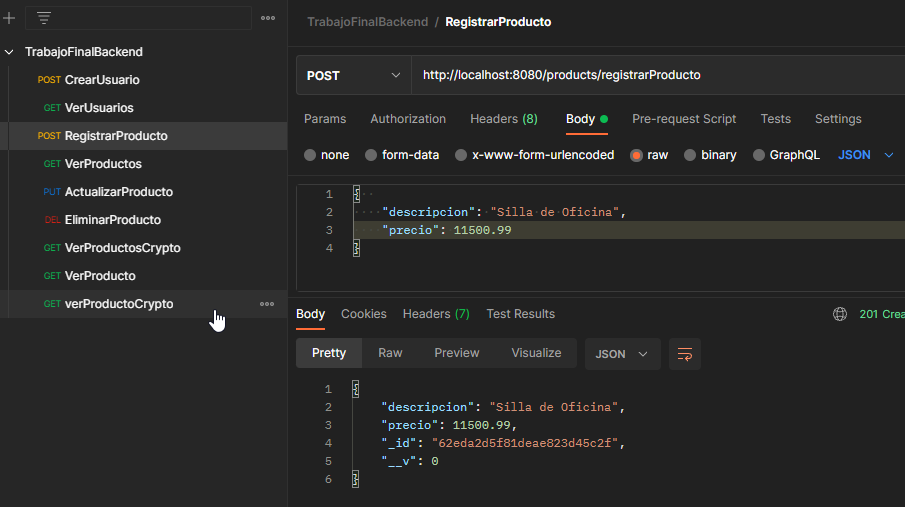 TrabajoFinalBackend
POST CrearUsuario
GET VerUsuarios
POST RegistrarProducto
GET VerProductos
PUT ActualizarProducto
DEL EliminarProducto
GET VerProductosCrypto
GET VerProducto
GET verProductoCrypto
TrabajoFinalBackend / RegistrarProducto
POST http://localhost:8080/products/registrarProducto
Params Authorization Headers (8) Body Pre-request Script Tests Settings
none form-data x-www-form-urlencoded raw binary GraphQL JSON
1 {
2 "descripcion": "Silla de Oficina",
3 "precio": 11500.99
4 }
Body Cookies Headers (7) Test Results 201 Crea
Pretty Raw Preview Visualize JSON
1 {
2 "descripcion": "Silla de Oficina",
3 "precio": 11500.99,
4 "_id": "62eda2d5f81deae823d45c2f",
5 "__v": 0
6 }